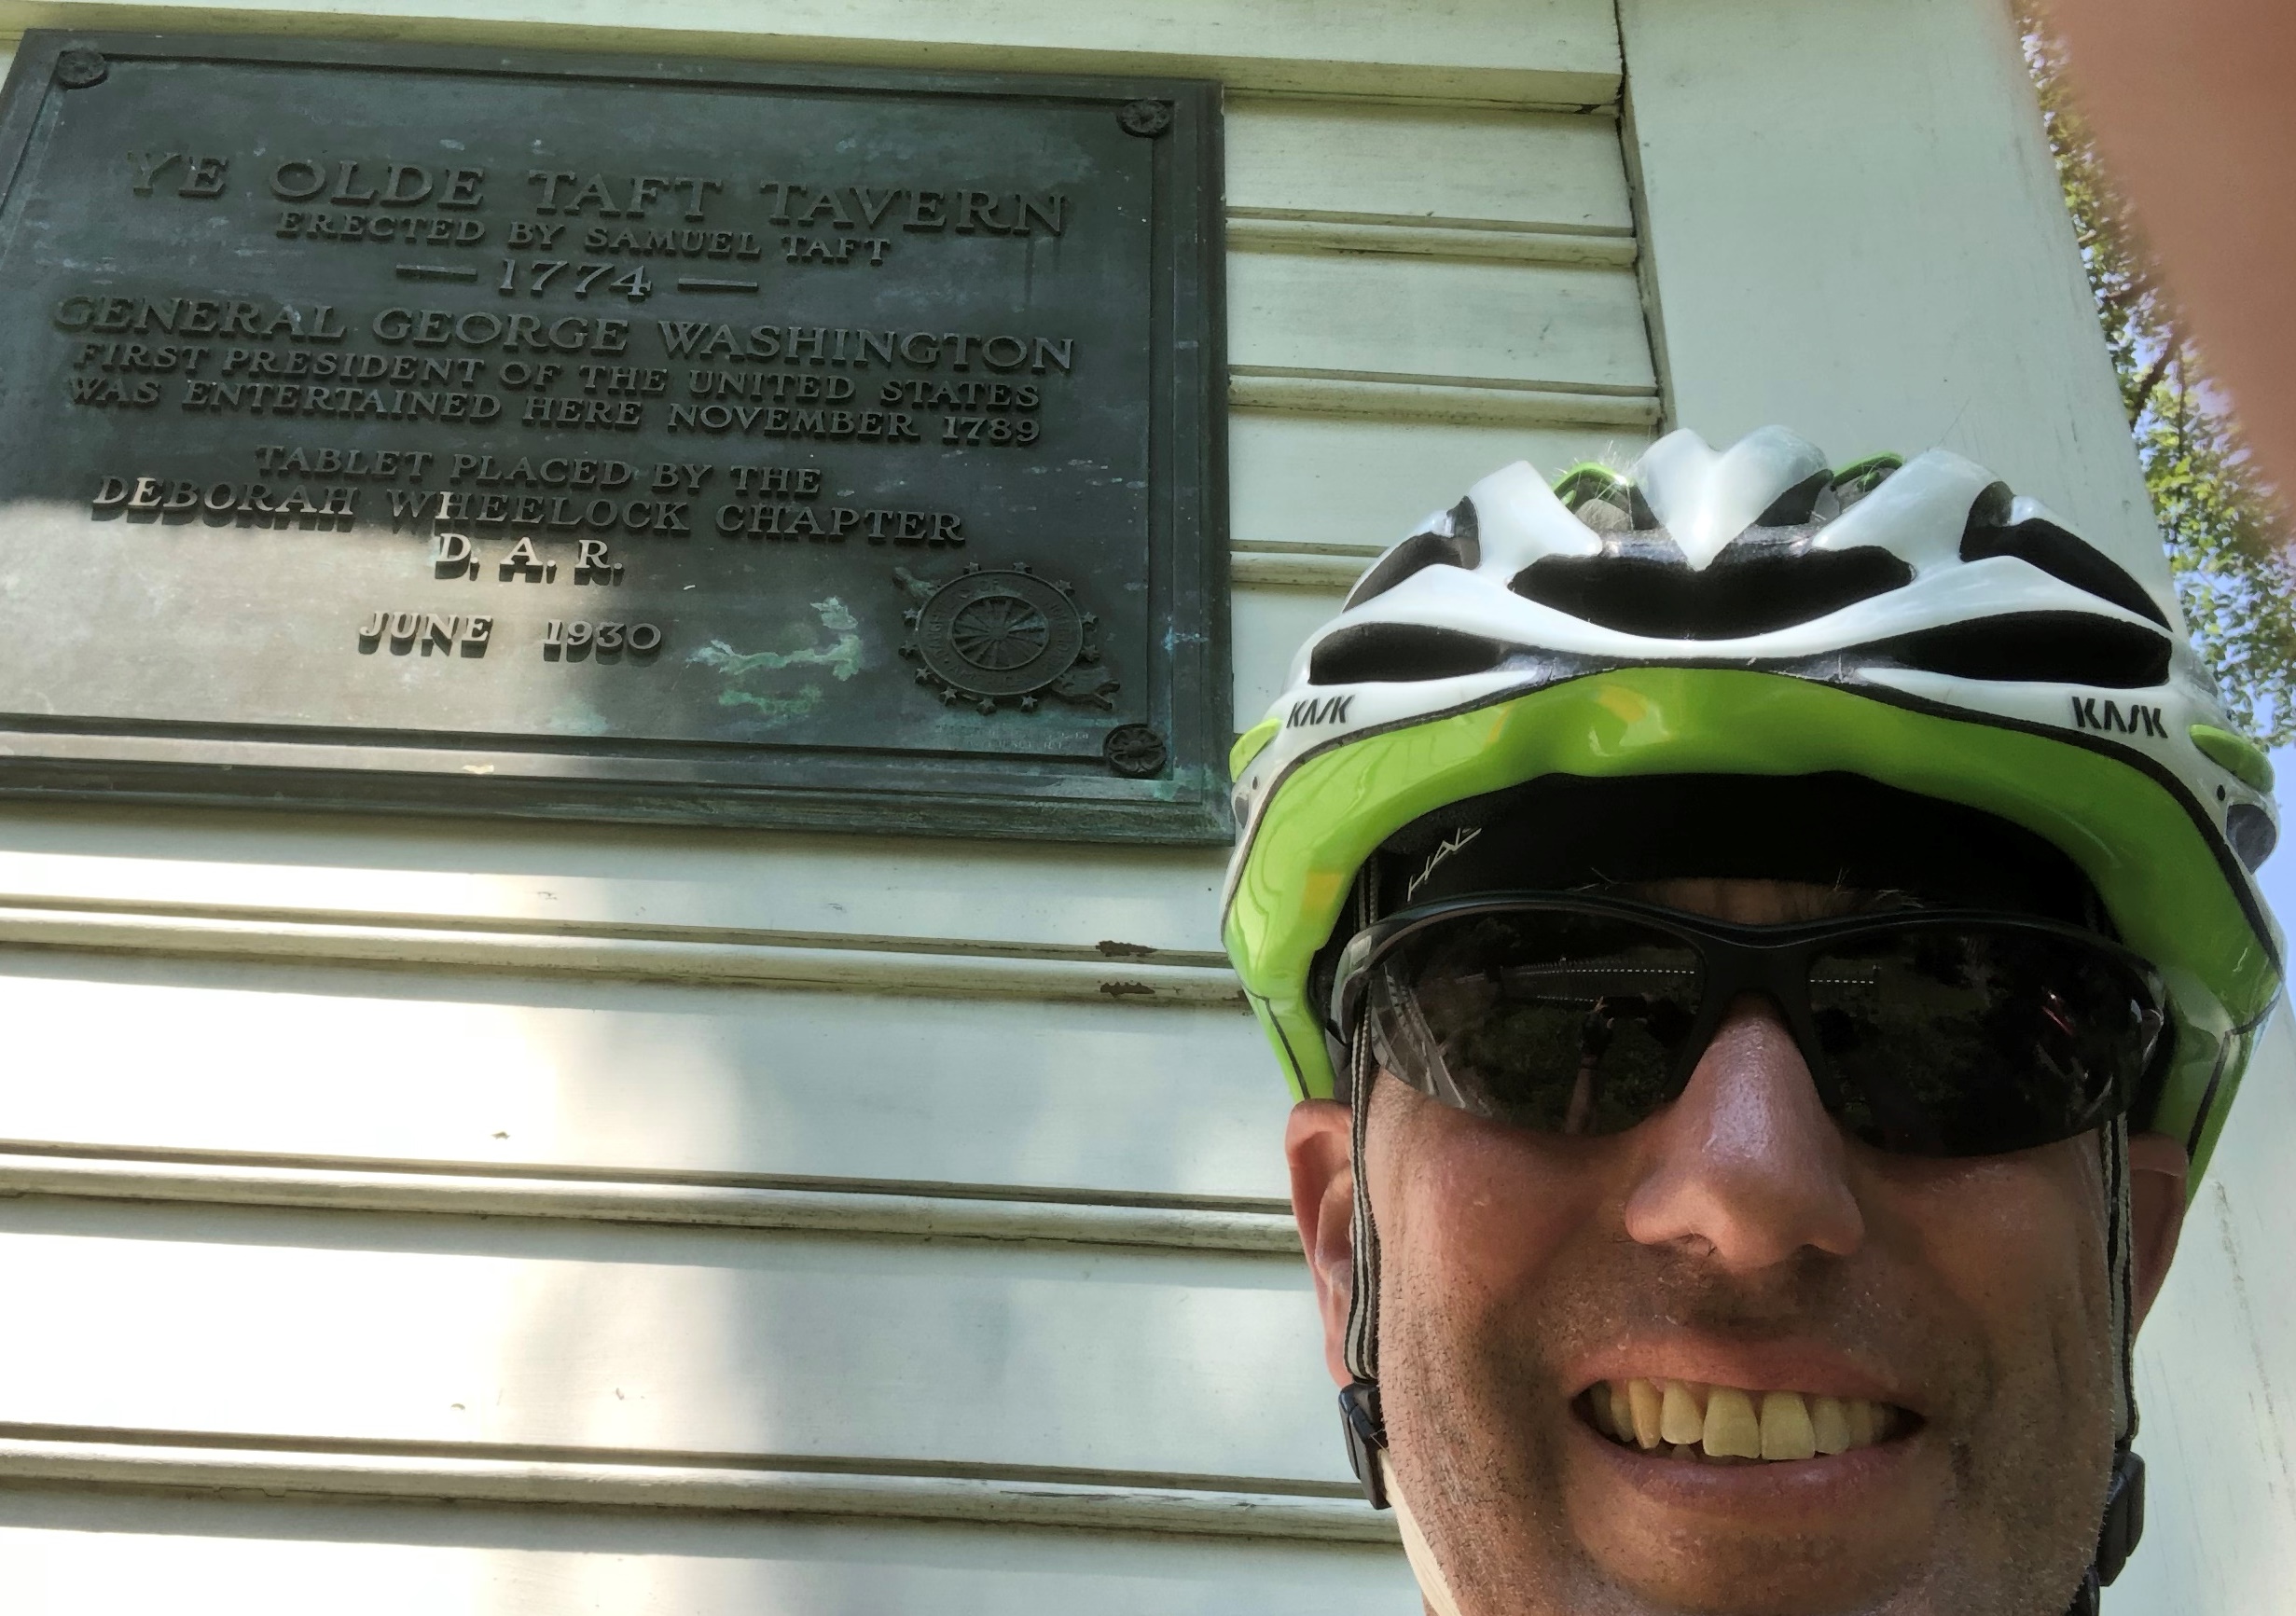 YE OLDE TAFT TAVERN
ERECTED BY SAMUEL TAFT
— 1774 —
GENERAL GEORGE WASHINGTON
FIRST PRESIDENT OF THE UNITED STATES
WAS ENTERTAINED HERE NOVEMBER 1789
TABLET PLACED BY THE
DEBORAH WHEELOCK CHAPTER
D. A. R.
JUNE 1930
KASK
KASK